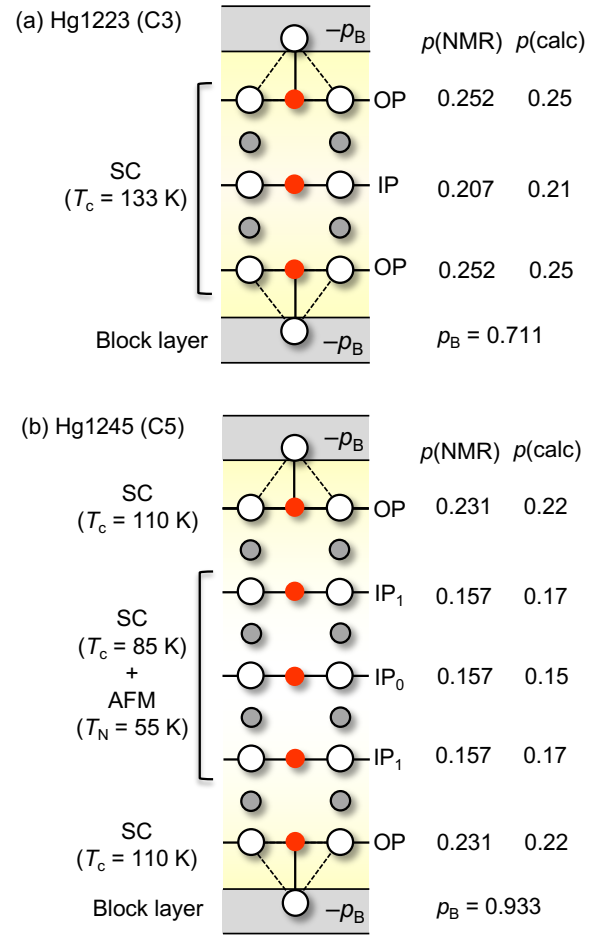 (a) Hg1223 (C3)
–pB
p(NMR) p(calc)
OP 0.252 0.25
SC
(Tc = 133 K)
IP 0.207 0.21
OP 0.252 0.25
Block layer
–pB
pB = 0.711
(b) Hg1245 (C5)
–pB
p(NMR) p(calc)
SC
(Tc = 110 K)
OP 0.231 0.22
IP1 0.157 0.17
SC
(Tc = 85 K)
+
AFM
(TN = 55 K)
IP0 0.157 0.15
IP1 0.157 0.17
SC
(Tc = 110 K)
OP 0.231 0.22
Block layer
–pB
pB = 0.933